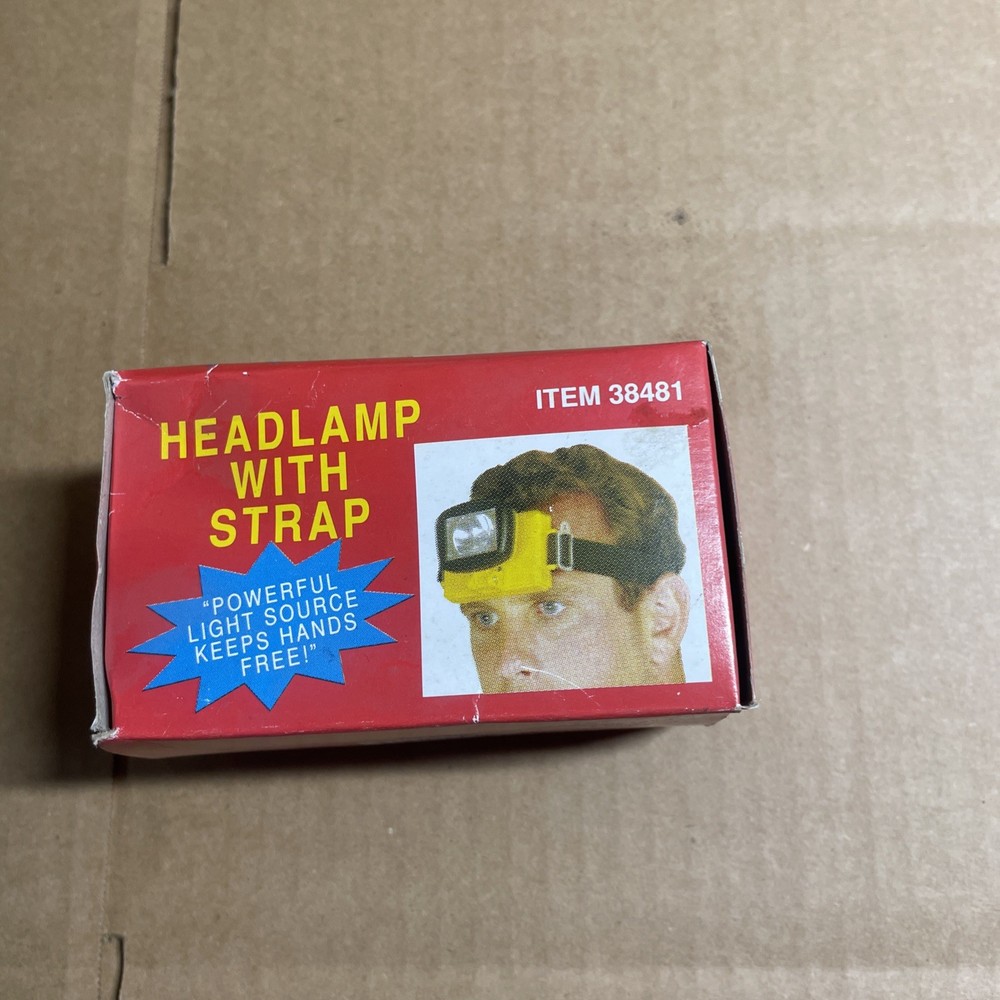 HEADLAMP
WITH
STRAP
ITEM 38481
"POWERFUL
LIGHT SOURCE
KEEPS HANDS
FREE!"